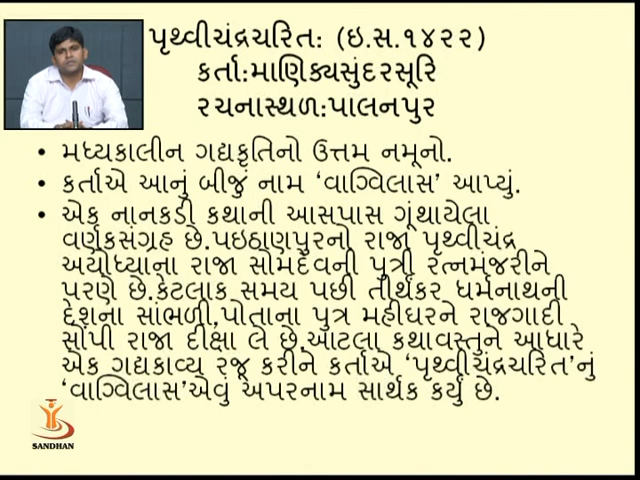 પૃથ્વીચંદ્રચરિત: (ઇ.સ.૧૪૨૨)
કર્તા:માણિક્યસુંદરસૂરિ
રચનાસ્થળ:પાલનપુર
• મધ્યકાલીન ગદ્યકૃતિનો ઉત્તમ નમૂનો.
• કર્તાએ આનું બીજું નામ ‘વાગ્વિલાસ’ આપ્યું.
• એક નાનકડી કથાની આસપાસ ગૂંથાયેલા
વર્ણકસંગ્રહ છે.પઇઠાણપુરનો રાજા પૃથ્વીચંદ્ર
અયોધ્યાના રાજા સોમદેવની પુત્રી રત્નમંજરીને
પરણે છે.કેટલાક સમય પછી તીર્થંકર ધર્મનાથની
દેશના સાંભળી,પોતાના પુત્ર મહીધરને રાજગાદી
સોંપી રાજા દીક્ષા લે છે,આટલા કથાવસ્તુને આધારે
એક ગદ્યકાવ્ય રજૂ કરીને કર્તાએ ‘પૃથ્વીચંદ્રચરિત’નું
‘વાગ્વિલાસ’એવું અપરનામ સાર્થક કર્યું છે.
SANDHAN